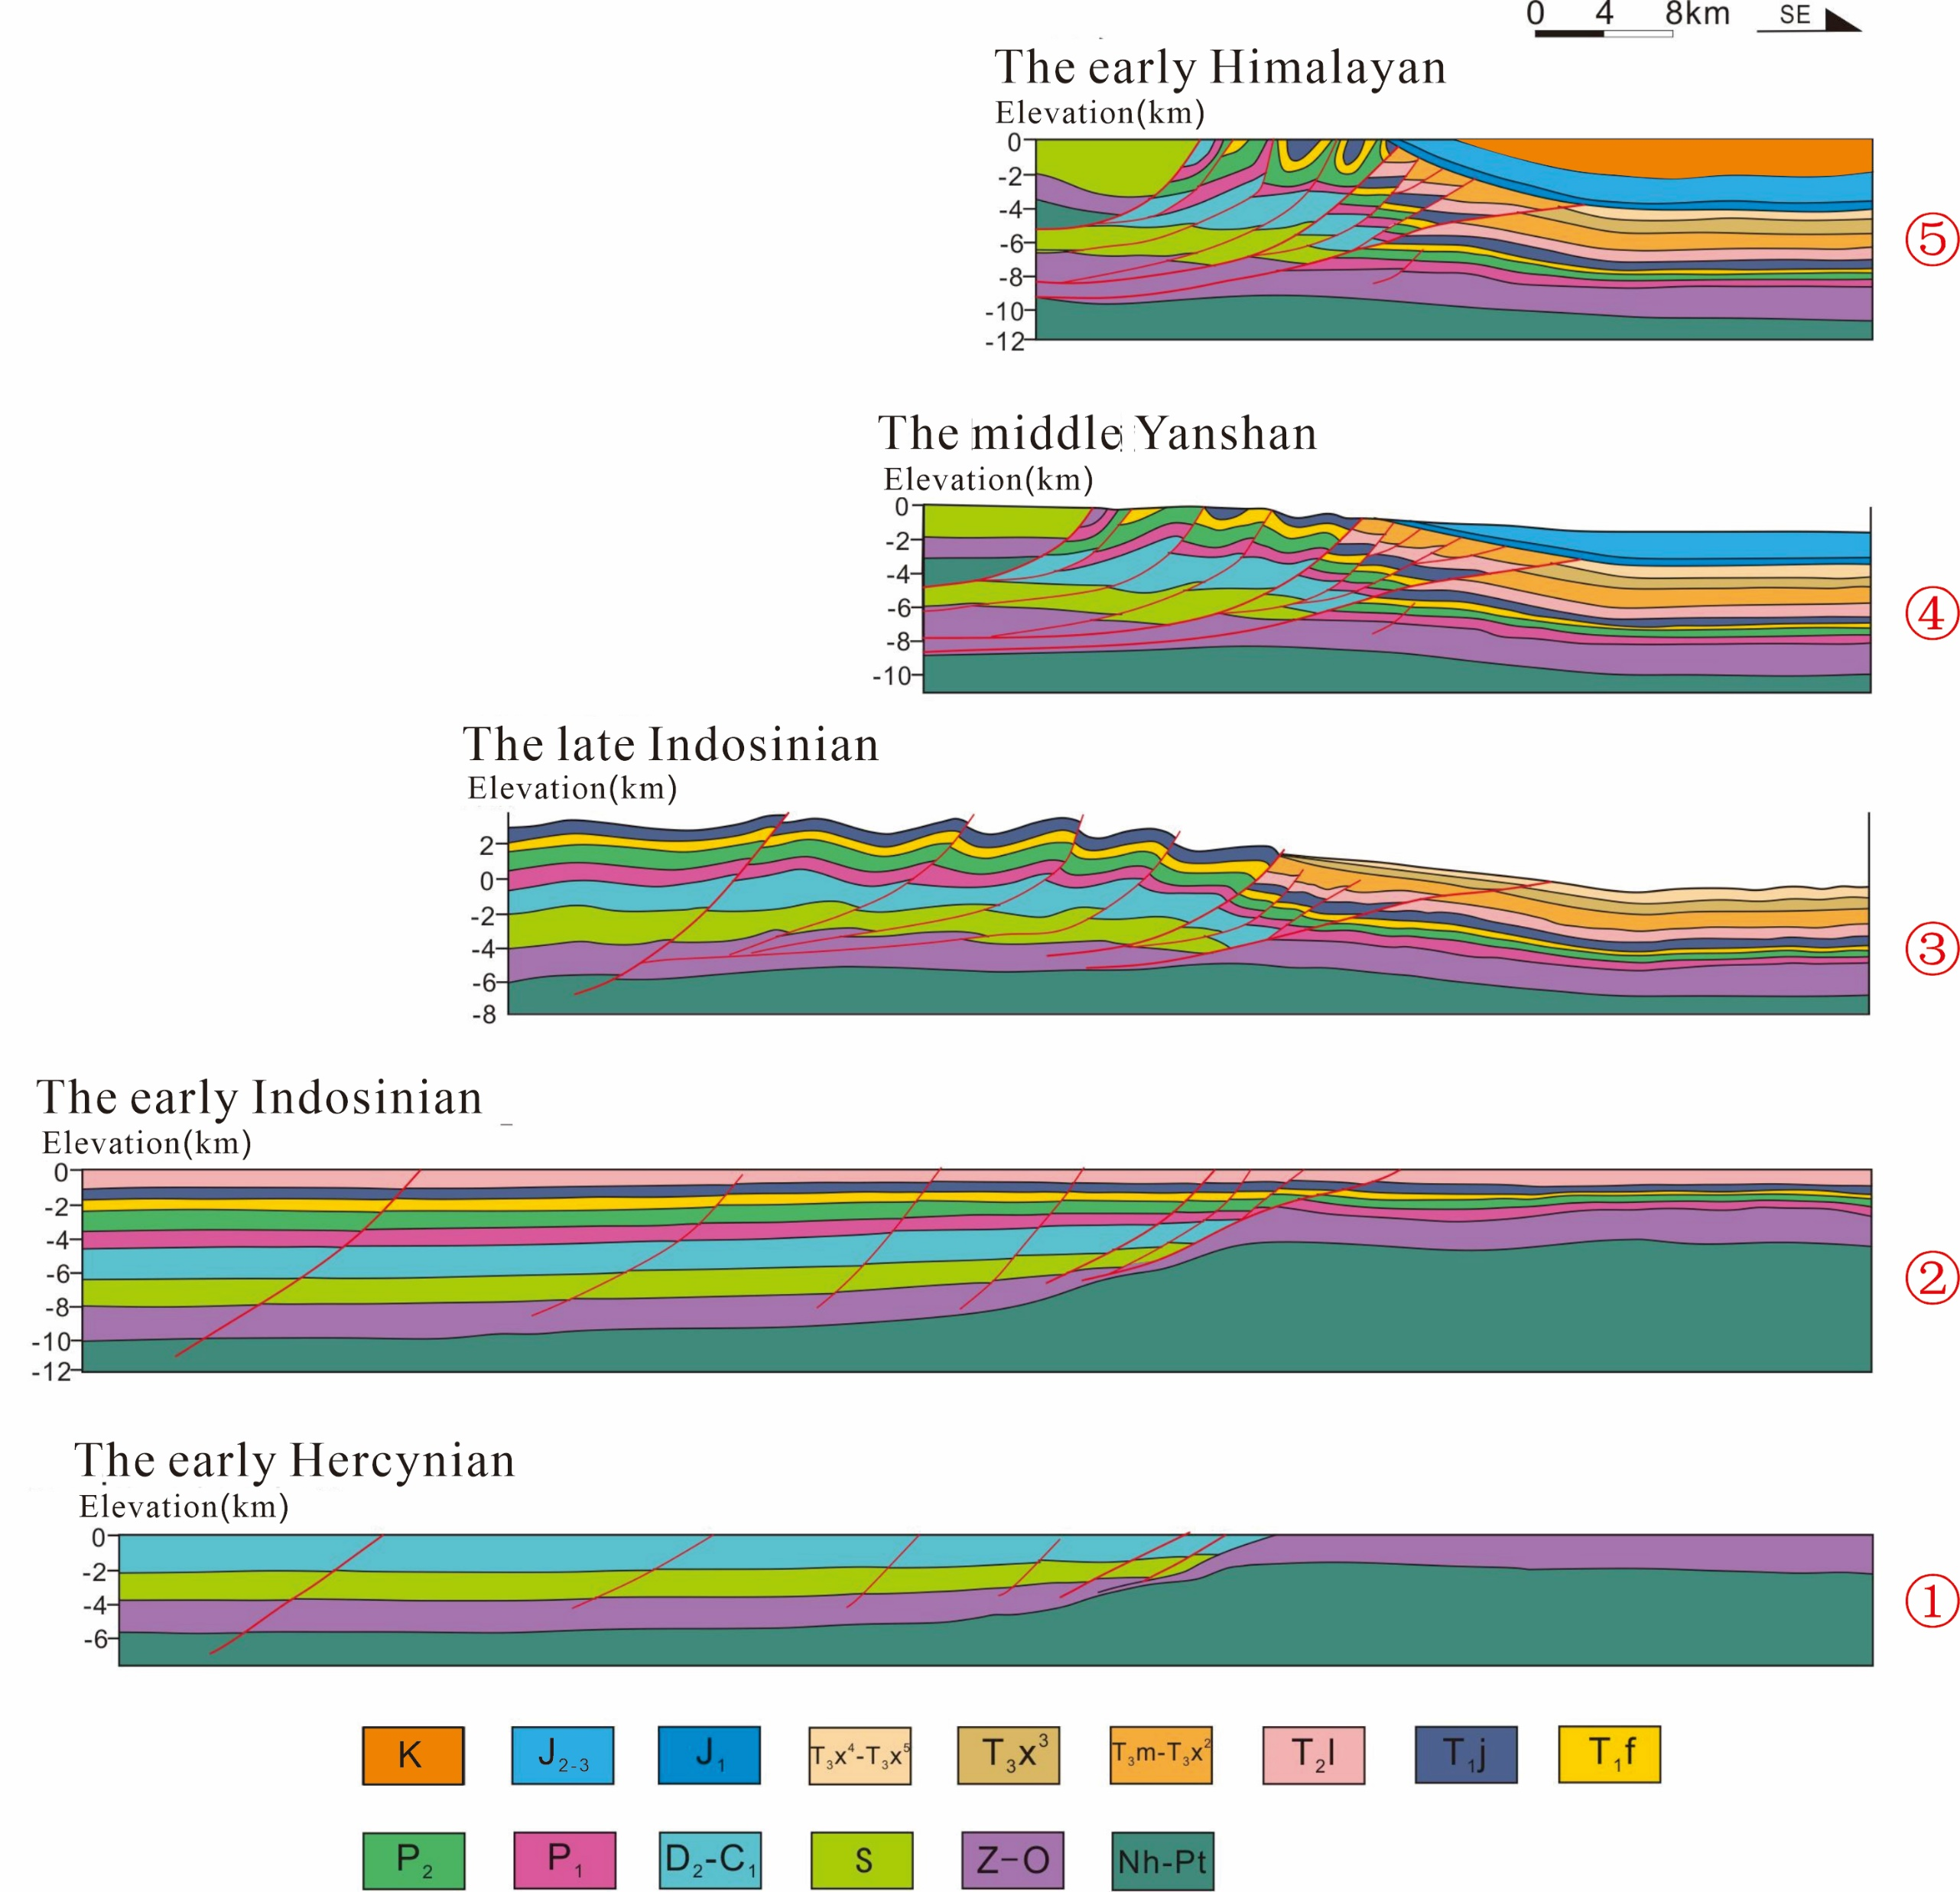 0 4 8km SE
The early Himalayan
Elevation(km)
0
-2
-4
-6
-8
-10
-12
⑤
The middle Yanshan
Elevation(km)
0
-2
-4
-6
-8
-10
④
The late Indosinian
Elevation(km)
2
0
-2
-4
-6
-8
③
The early Indosinian
Elevation(km)
0
-2
-4
-6
-8
-10
-12
②
The early Hercynian
Elevation(km)
0
-2
-4
-6
①
K J₂₋₃ J₁ T₃x⁴-T₃x⁵ T₃x³ T₃m-T₃x² T₂l T₁j T₁f
P₂ P₁ D₂-C₁ S Z-O Nh-Pt